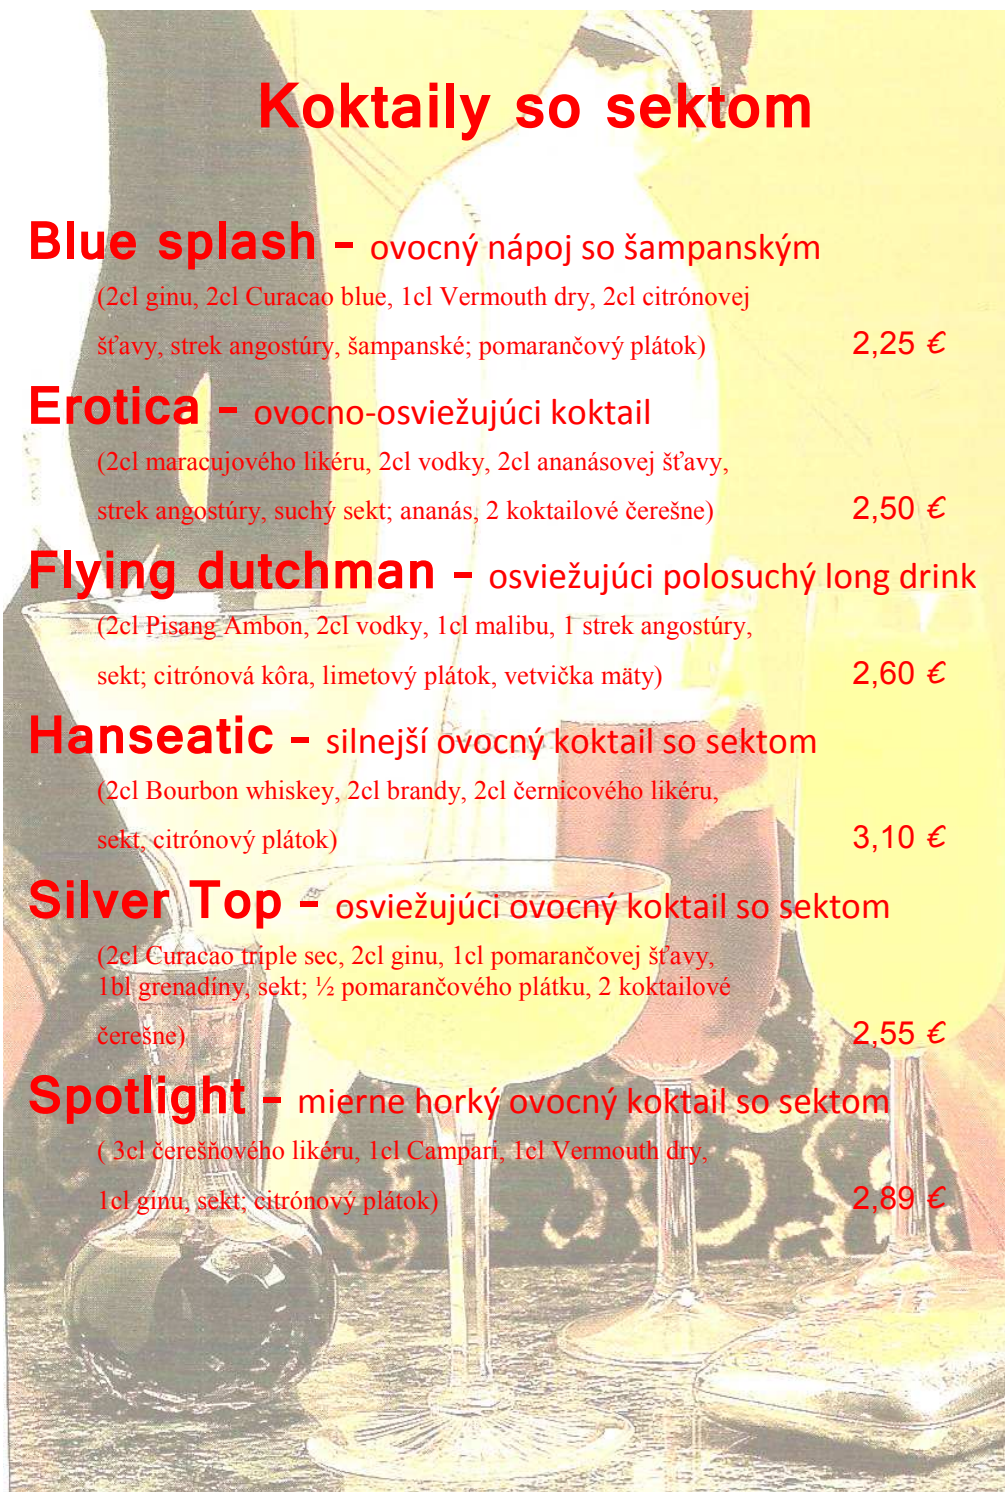 Koktaily so sektom
Blue splash – ovocný nápoj so šampanským
(2cl ginu, 2cl Curacao blue, 1cl Vermouth dry, 2cl citrónovej
šťavy, strek angostúry, šampanské; pomarančový plátok) 2,25 €
Erotica – ovocno-osviežujúci koktail
(2cl maracujového likéru, 2cl vodky, 2cl ananásovej šťavy,
strek angostúry, suchý sekt; ananás, 2 koktailové čerešne) 2,50 €
Flying dutchman – osviežujúci polosuchý long drink
(2cl Pisang Ambon, 2cl vodky, 1cl malibu, 1 strek angostúry,
sekt; citrónová kôra, limetový plátok, vetvička mäty) 2,60 €
Hanseatic – silnejší ovocný koktail so sektom
(2cl Bourbon whiskey, 2cl brandy, 2cl černicového likéru,
sekt, citrónový plátok) 3,10 €
Silver Top – osviežujúci ovocný koktail so sektom
(2cl Curacao triple sec, 2cl ginu, 1cl pomarančovej šťavy,
1bl grenadíny, sekt; ½ pomarančového plátku, 2 koktailové
čerešne) 2,55 €
Spotlight – mierne horký ovocný koktail so sektom
( 3cl čerešňového likéru, 1cl Campari, 1cl Vermouth dry,
1cl ginu, sekt; citrónový plátok) 2,89 €